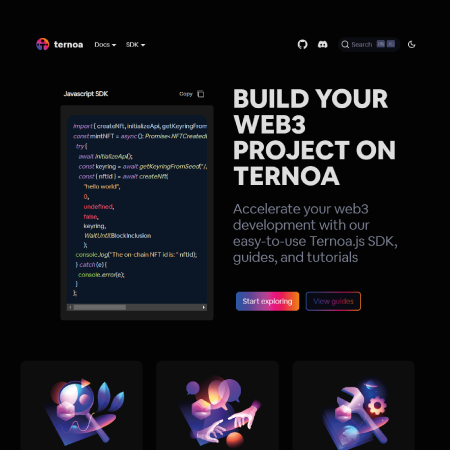 ternoa Docs SDK Search
Javascript SDK Copy
import { createNft, initializeApi, getKeyringFrom
const mintNFT = async (): Promise<NFTCreatedE
try {
await initializeApi();
const keyring = await getKeyringFromSeed("//
const { nftId } = await createNft(
"hello world",
0,
undefined,
false,
keyring,
WaitUntil.BlockInclusion
);
console.log("The on-chain NFT id is: " nftId);
} catch (e) {
console.error(e);
}
};
BUILD YOUR
WEB3
PROJECT ON
TERNOA
Accelerate your web3
development with our
easy-to-use Ternoa.js SDK,
guides, and tutorials
Start exploring View guides